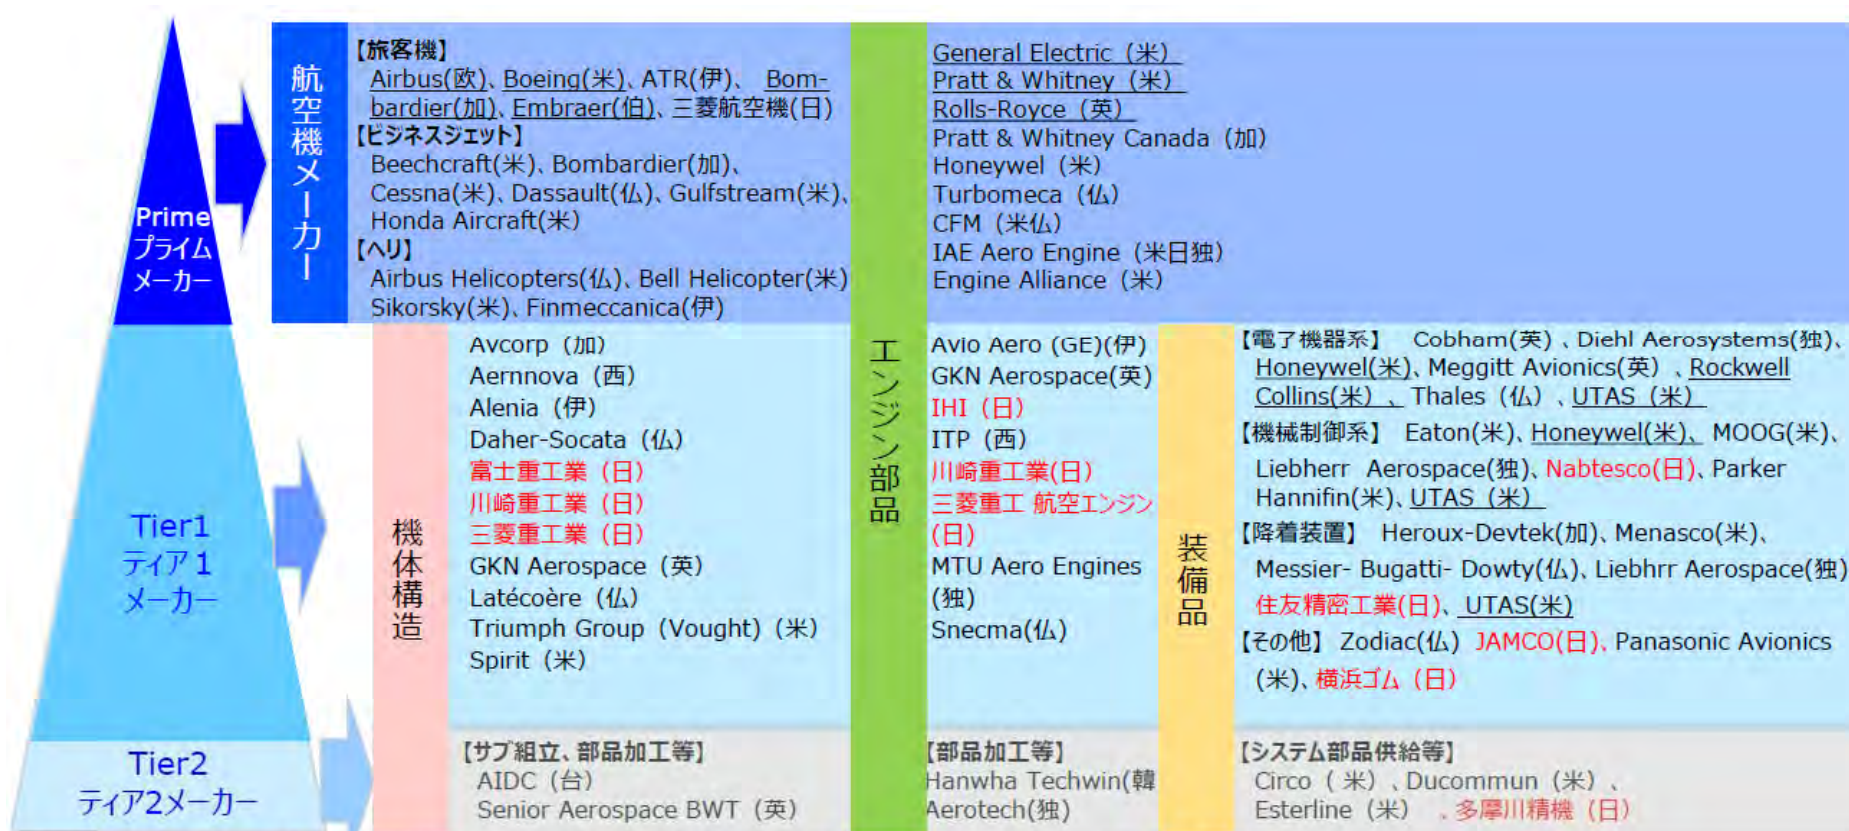 Prime
プライム
メーカー
Tier1
ティア1
メーカー
Tier2
ティア2メーカー
航空機メーカー
【旅客機】
Airbus(欧)、Boeing(米)、ATR(伊)、 Bom-
bardier(加)、Embraer(伯)、三菱航空機(日)
【ビジネスジェット】
Beechcraft(米)、Bombardier(加)、
Cessna(米)、Dassault(仏)、Gulfstream(米)、
Honda Aircraft(米)
【ヘリ】
Airbus Helicopters(仏)、Bell Helicopter(米)
Sikorsky(米)、Finmeccanica(伊)
エンジン部品
General Electric（米）
Pratt & Whitney（米）
Rolls-Royce（英）
Pratt & Whitney Canada（加）
Honeywel（米）
Turbomeca（仏）
CFM（米仏）
IAE Aero Engine（米日独）
Engine Alliance（米）
機体構造
Avcorp（加）
Aernnova（西）
Alenia（伊）
Daher-Socata（仏）
富士重工業（日）
川崎重工業（日）
三菱重工業（日）
GKN Aerospace（英）
Latécoère（仏）
Triumph Group（Vought）（米）
Spirit（米）
Avio Aero (GE)(伊)
GKN Aerospace(英)
IHI（日）
ITP（西）
川崎重工業(日)
三菱重工 航空エンジン
(日)
MTU Aero Engines
(独)
Snecma(仏)
装備品
【電子機器系】 Cobham(英) 、Diehl Aerosystems(独)、
Honeywel(米)、Meggitt Avionics(英) 、Rockwell
Collins(米) 、Thales（仏）、UTAS（米）
【機械制御系】 Eaton(米)、Honeywel(米)、MOOG(米)、
Liebherr Aerospace(独)、Nabtesco(日)、Parker
Hannifin(米)、UTAS（米）
【降着装置】 Heroux-Devtek(加)、Menasco(米)、
Messier- Bugatti- Dowty(仏)、Liebhrr Aerospace(独)
住友精密工業(日)、UTAS(米)
【その他】 Zodiac(仏) JAMCO(日)、Panasonic Avionics
(米)、横浜ゴム（日）
【サブ組立、部品加工等】
AIDC（台）
Senior Aerospace BWT（英）
【部品加工等】
Hanwha Techwin(韓
Aerotech(独)
【システム部品供給等】
Circo（ 米）、Ducommun（米）、
Esterline（米） 、多摩川精機（日）